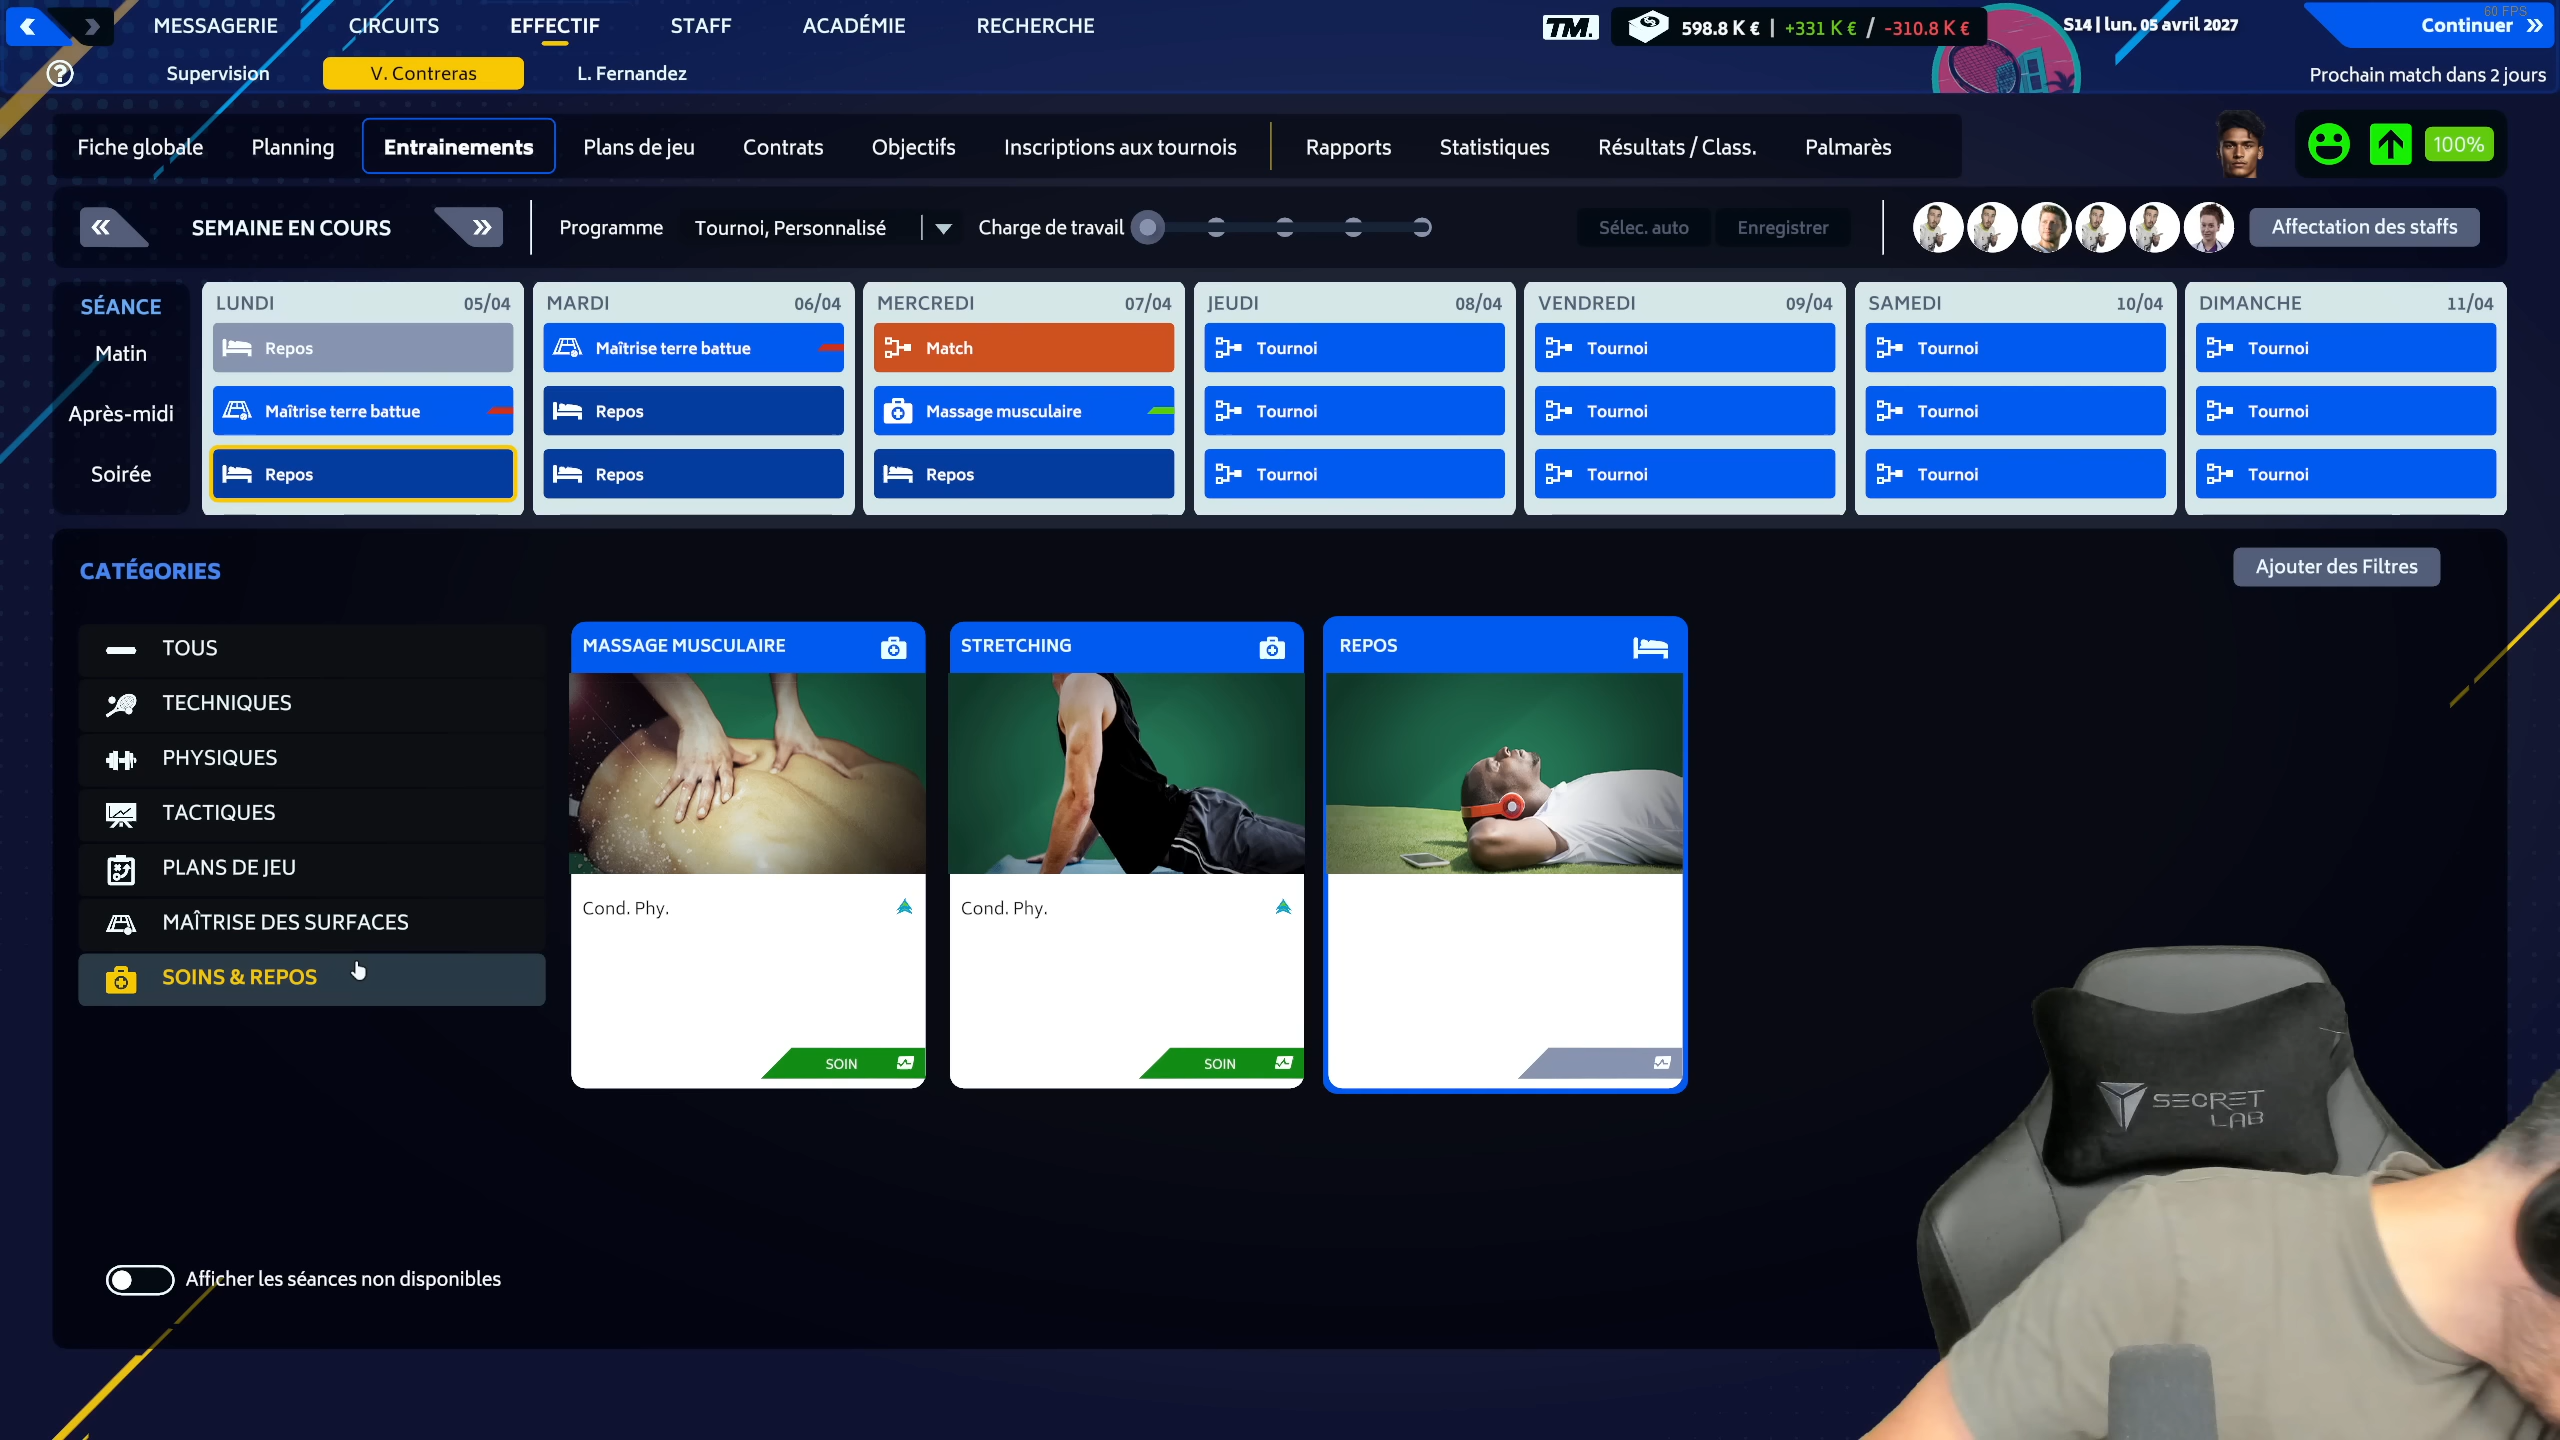 MESSAGERIE CIRCUITS EFFECTIF STAFF ACADÉMIE RECHERCHE
TM. 598.8 K € | +331 K € / -310.8 K €
S14 | lun. 05 avril 2027
60 FPS
Continuer
Supervision V. Contreras L. Fernandez
Prochain match dans 2 jours
Fiche globale Planning Entrainements Plans de jeu Contrats Objectifs Inscriptions aux tournois Rapports Statistiques Résultats / Class. Palmarès
100%
SEMAINE EN COURS Programme Tournoi, Personnalisé Charge de travail Sélec. auto Enregistrer Affectation des staffs
SÉANCE LUNDI 05/04 MARDI 06/04 MERCREDI 07/04 JEUDI 08/04 VENDREDI 09/04 SAMEDI 10/04 DIMANCHE 11/04
Matin Repos Maîtrise terre battue Match Tournoi Tournoi Tournoi Tournoi
Après-midi Maîtrise terre battue Repos Massage musculaire Tournoi Tournoi Tournoi Tournoi
Soirée Repos Repos Repos Tournoi Tournoi Tournoi Tournoi
CATÉGORIES
Ajouter des Filtres
TOUS
TECHNIQUES
PHYSIQUES
TACTIQUES
PLANS DE JEU
MAÎTRISE DES SURFACES
SOINS & REPOS
MASSAGE MUSCULAIRE
Cond. Phy.
SOIN
STRETCHING
Cond. Phy.
SOIN
REPOS
Afficher les séances non disponibles
SECRET
LAB